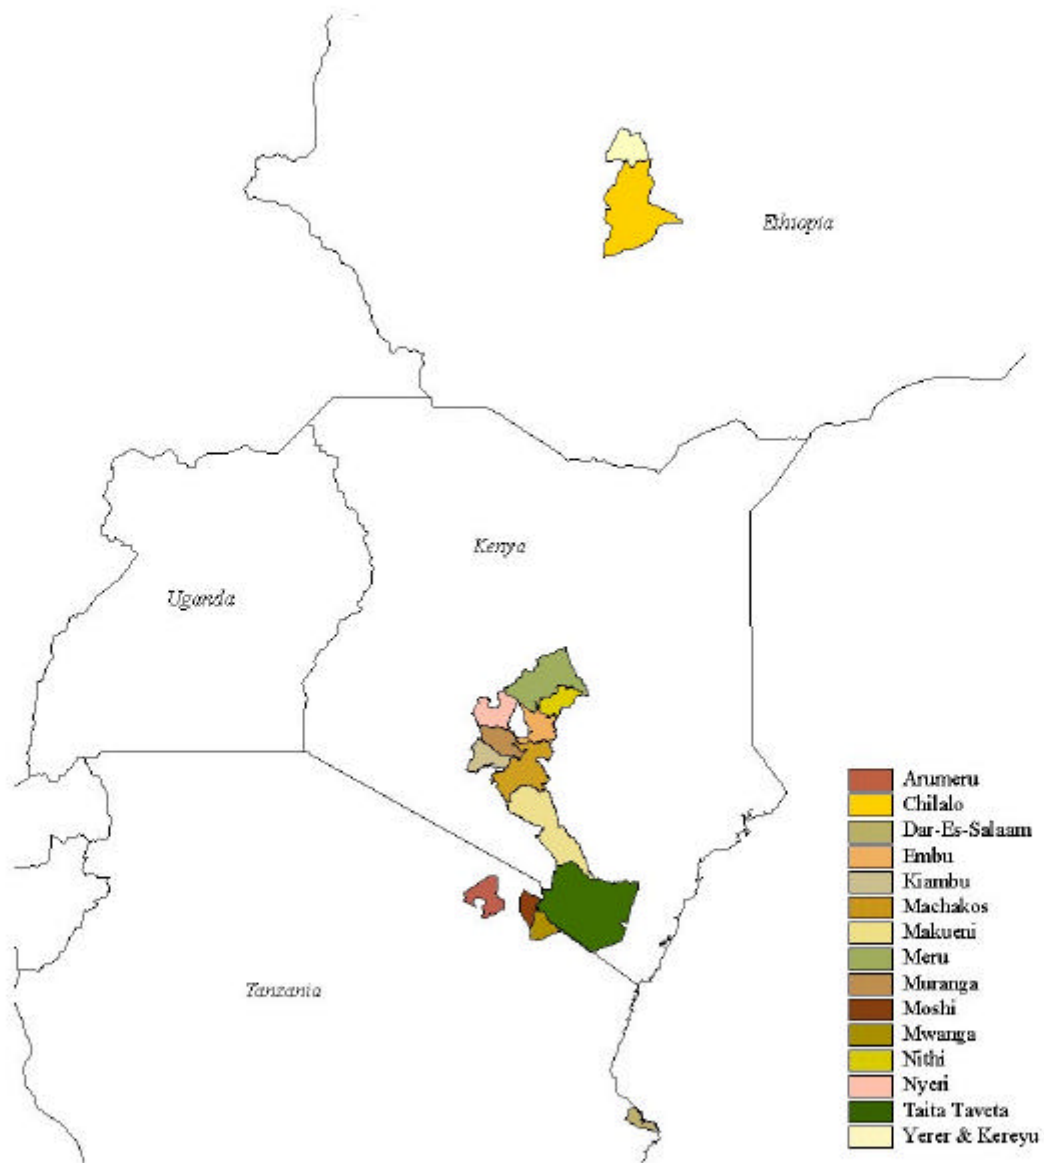 Ethiopia
Kenya
Uganda
Tanzania
Arumeru
Chilalo
Dar-Es-Salaam
Embu
Kiambu
Machakos
Makueni
Meru
Muranga
Moshi
Mwanga
Nithi
Nyeri
Taita Taveta
Yerer & Kereyu